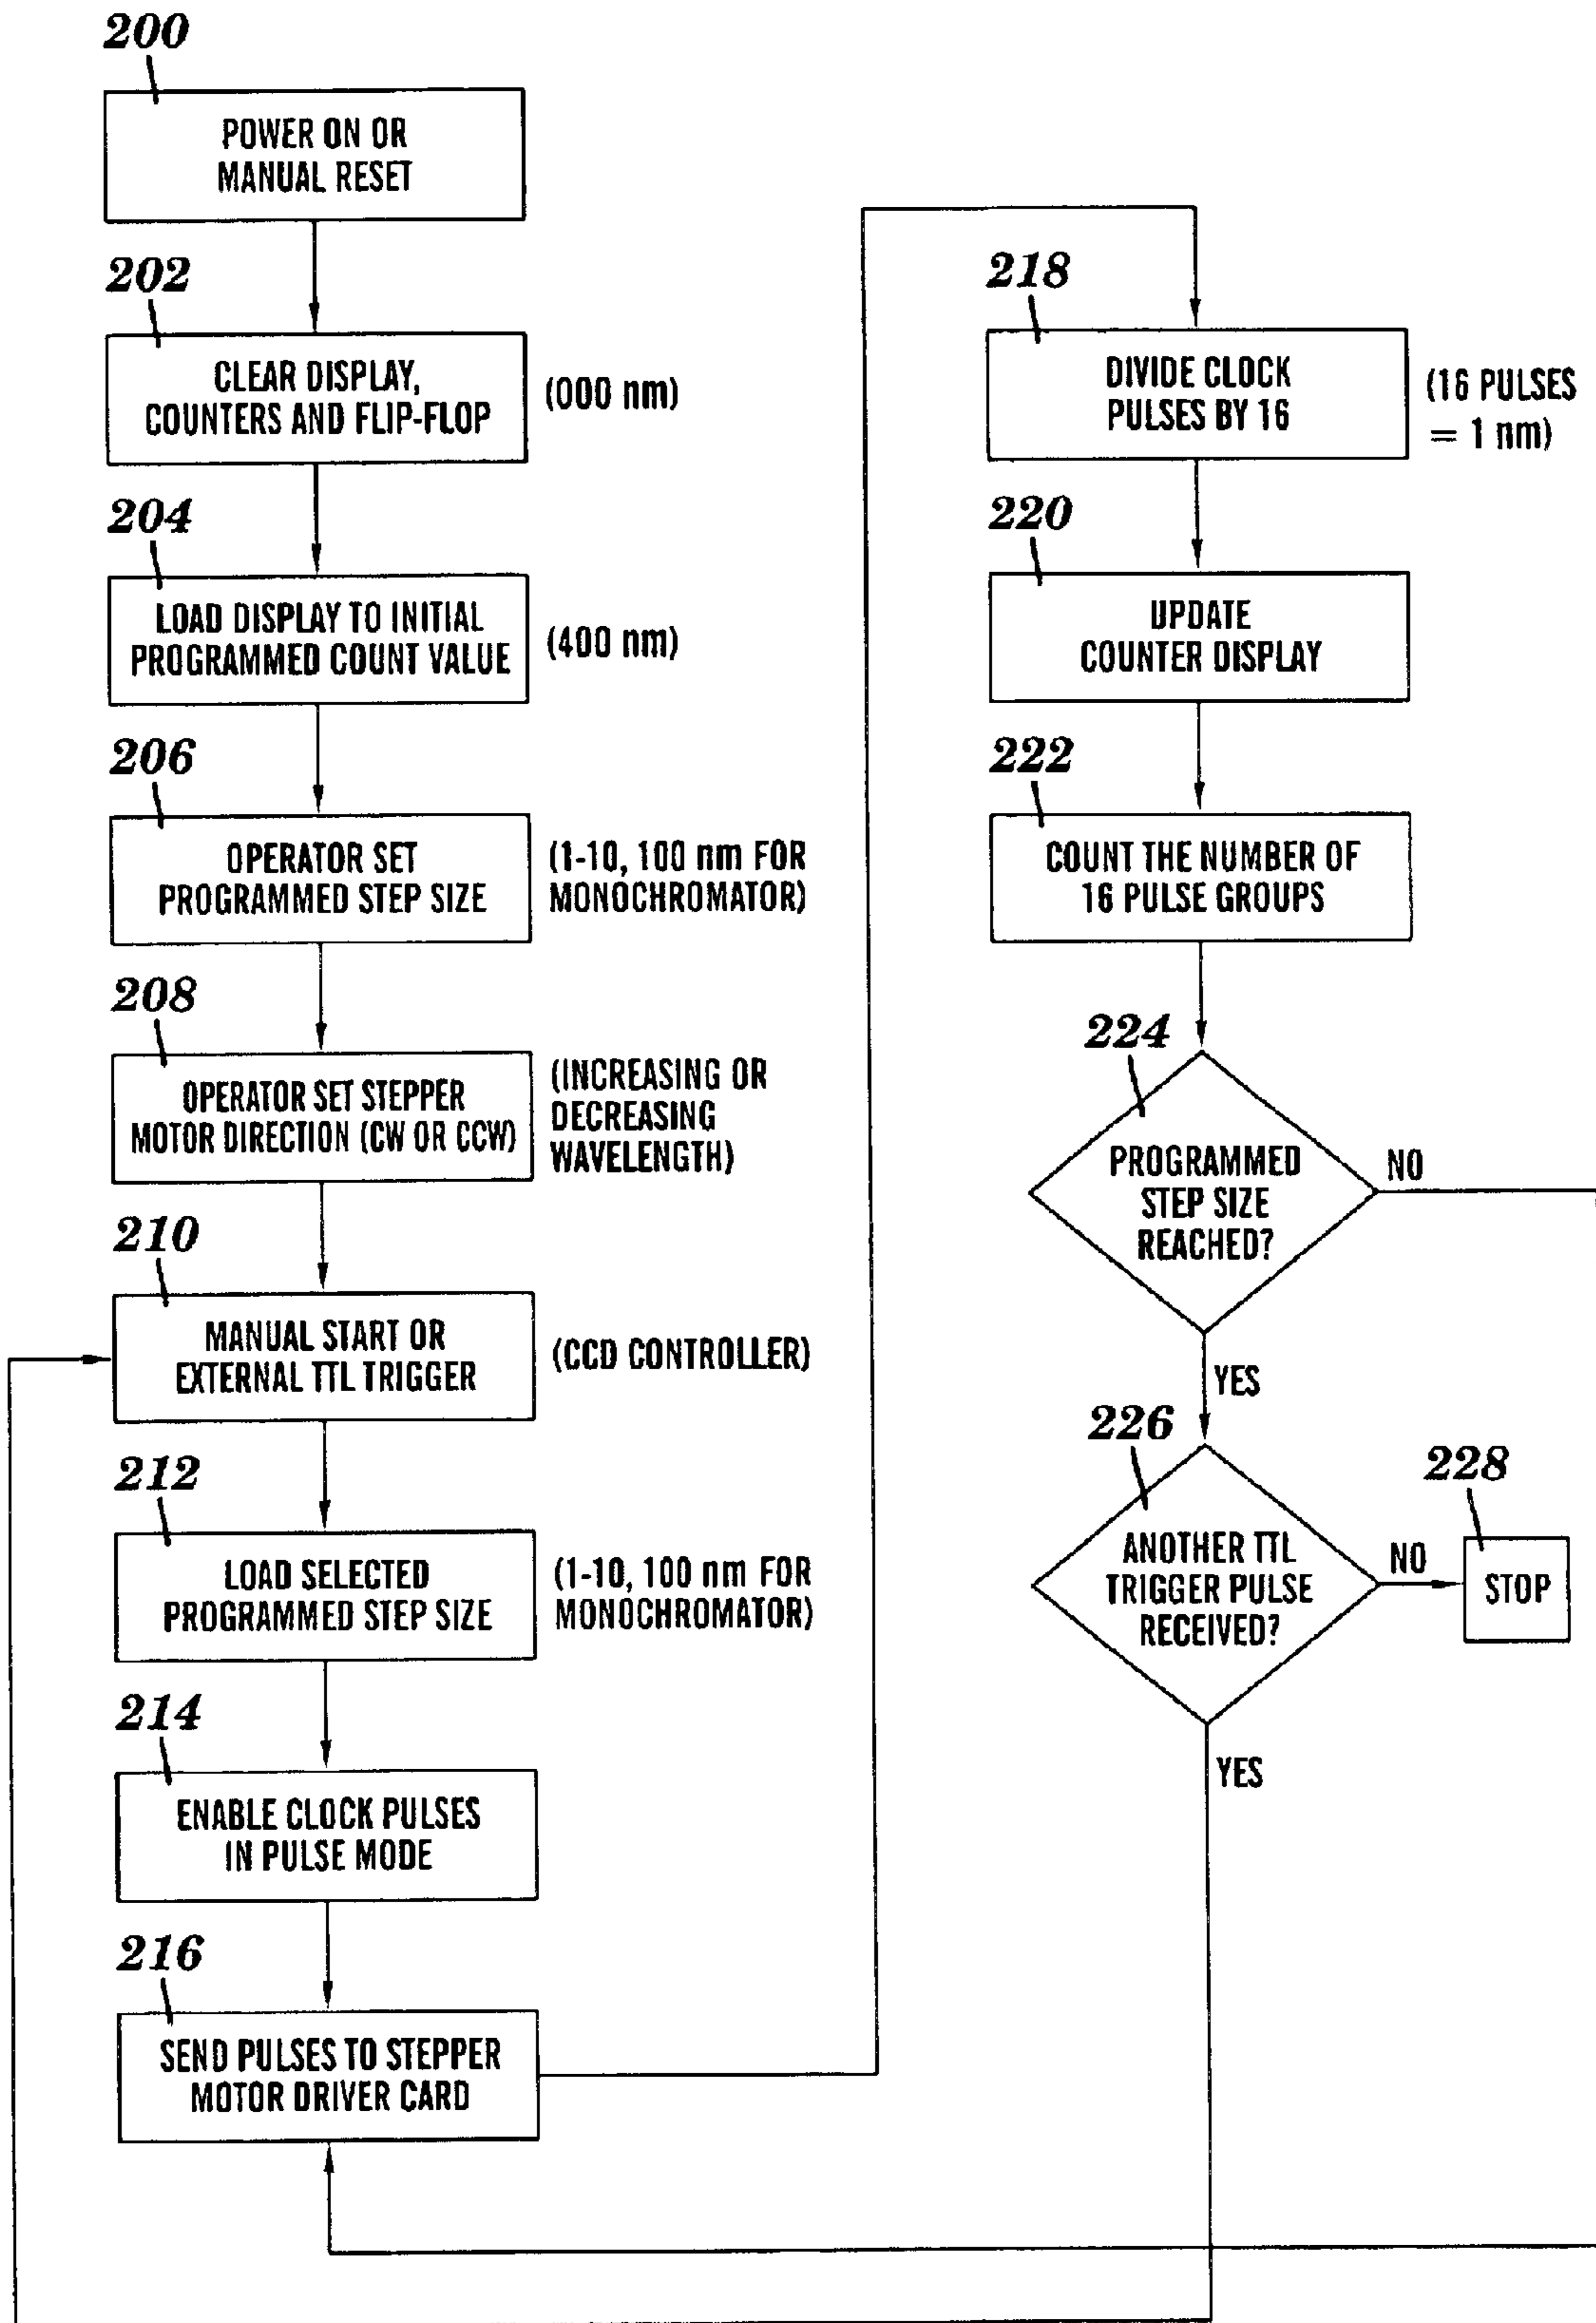 200
POWER ON OR
MANUAL RESET
202
CLEAR DISPLAY,
COUNTERS AND FLIP-FLOP
(000 nm)
204
LOAD DISPLAY TO INITIAL
PROGRAMMED COUNT VALUE
(400 nm)
206
OPERATOR SET
PROGRAMMED STEP SIZE
(1-10, 100 nm FOR
MONOCHROMATOR)
208
OPERATOR SET STEPPER
MOTOR DIRECTION (CW OR CCW)
(INCREASING OR
DECREASING
WAVELENGTH)
210
MANUAL START OR
EXTERNAL TTL TRIGGER
(CCD CONTROLLER)
212
LOAD SELECTED
PROGRAMMED STEP SIZE
(1-10, 100 nm FOR
MONOCHROMATOR)
214
ENABLE CLOCK PULSES
IN PULSE MODE
216
SEND PULSES TO STEPPER
MOTOR DRIVER CARD
218
DIVIDE CLOCK
PULSES BY 16
(16 PULSES
= 1 nm)
220
UPDATE
COUNTER DISPLAY
222
COUNT THE NUMBER OF
16 PULSE GROUPS
224
PROGRAMMED
STEP SIZE
REACHED?
NO
YES
226
ANOTHER TTL
TRIGGER PULSE
RECEIVED?
NO
228
STOP
YES